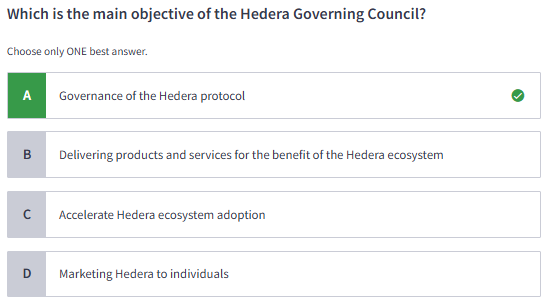 Which is the main objective of the Hedera Governing Council?
Choose only ONE best answer.
A Governance of the Hedera protocol
B Delivering products and services for the benefit of the Hedera ecosystem
C Accelerate Hedera ecosystem adoption
D Marketing Hedera to individuals